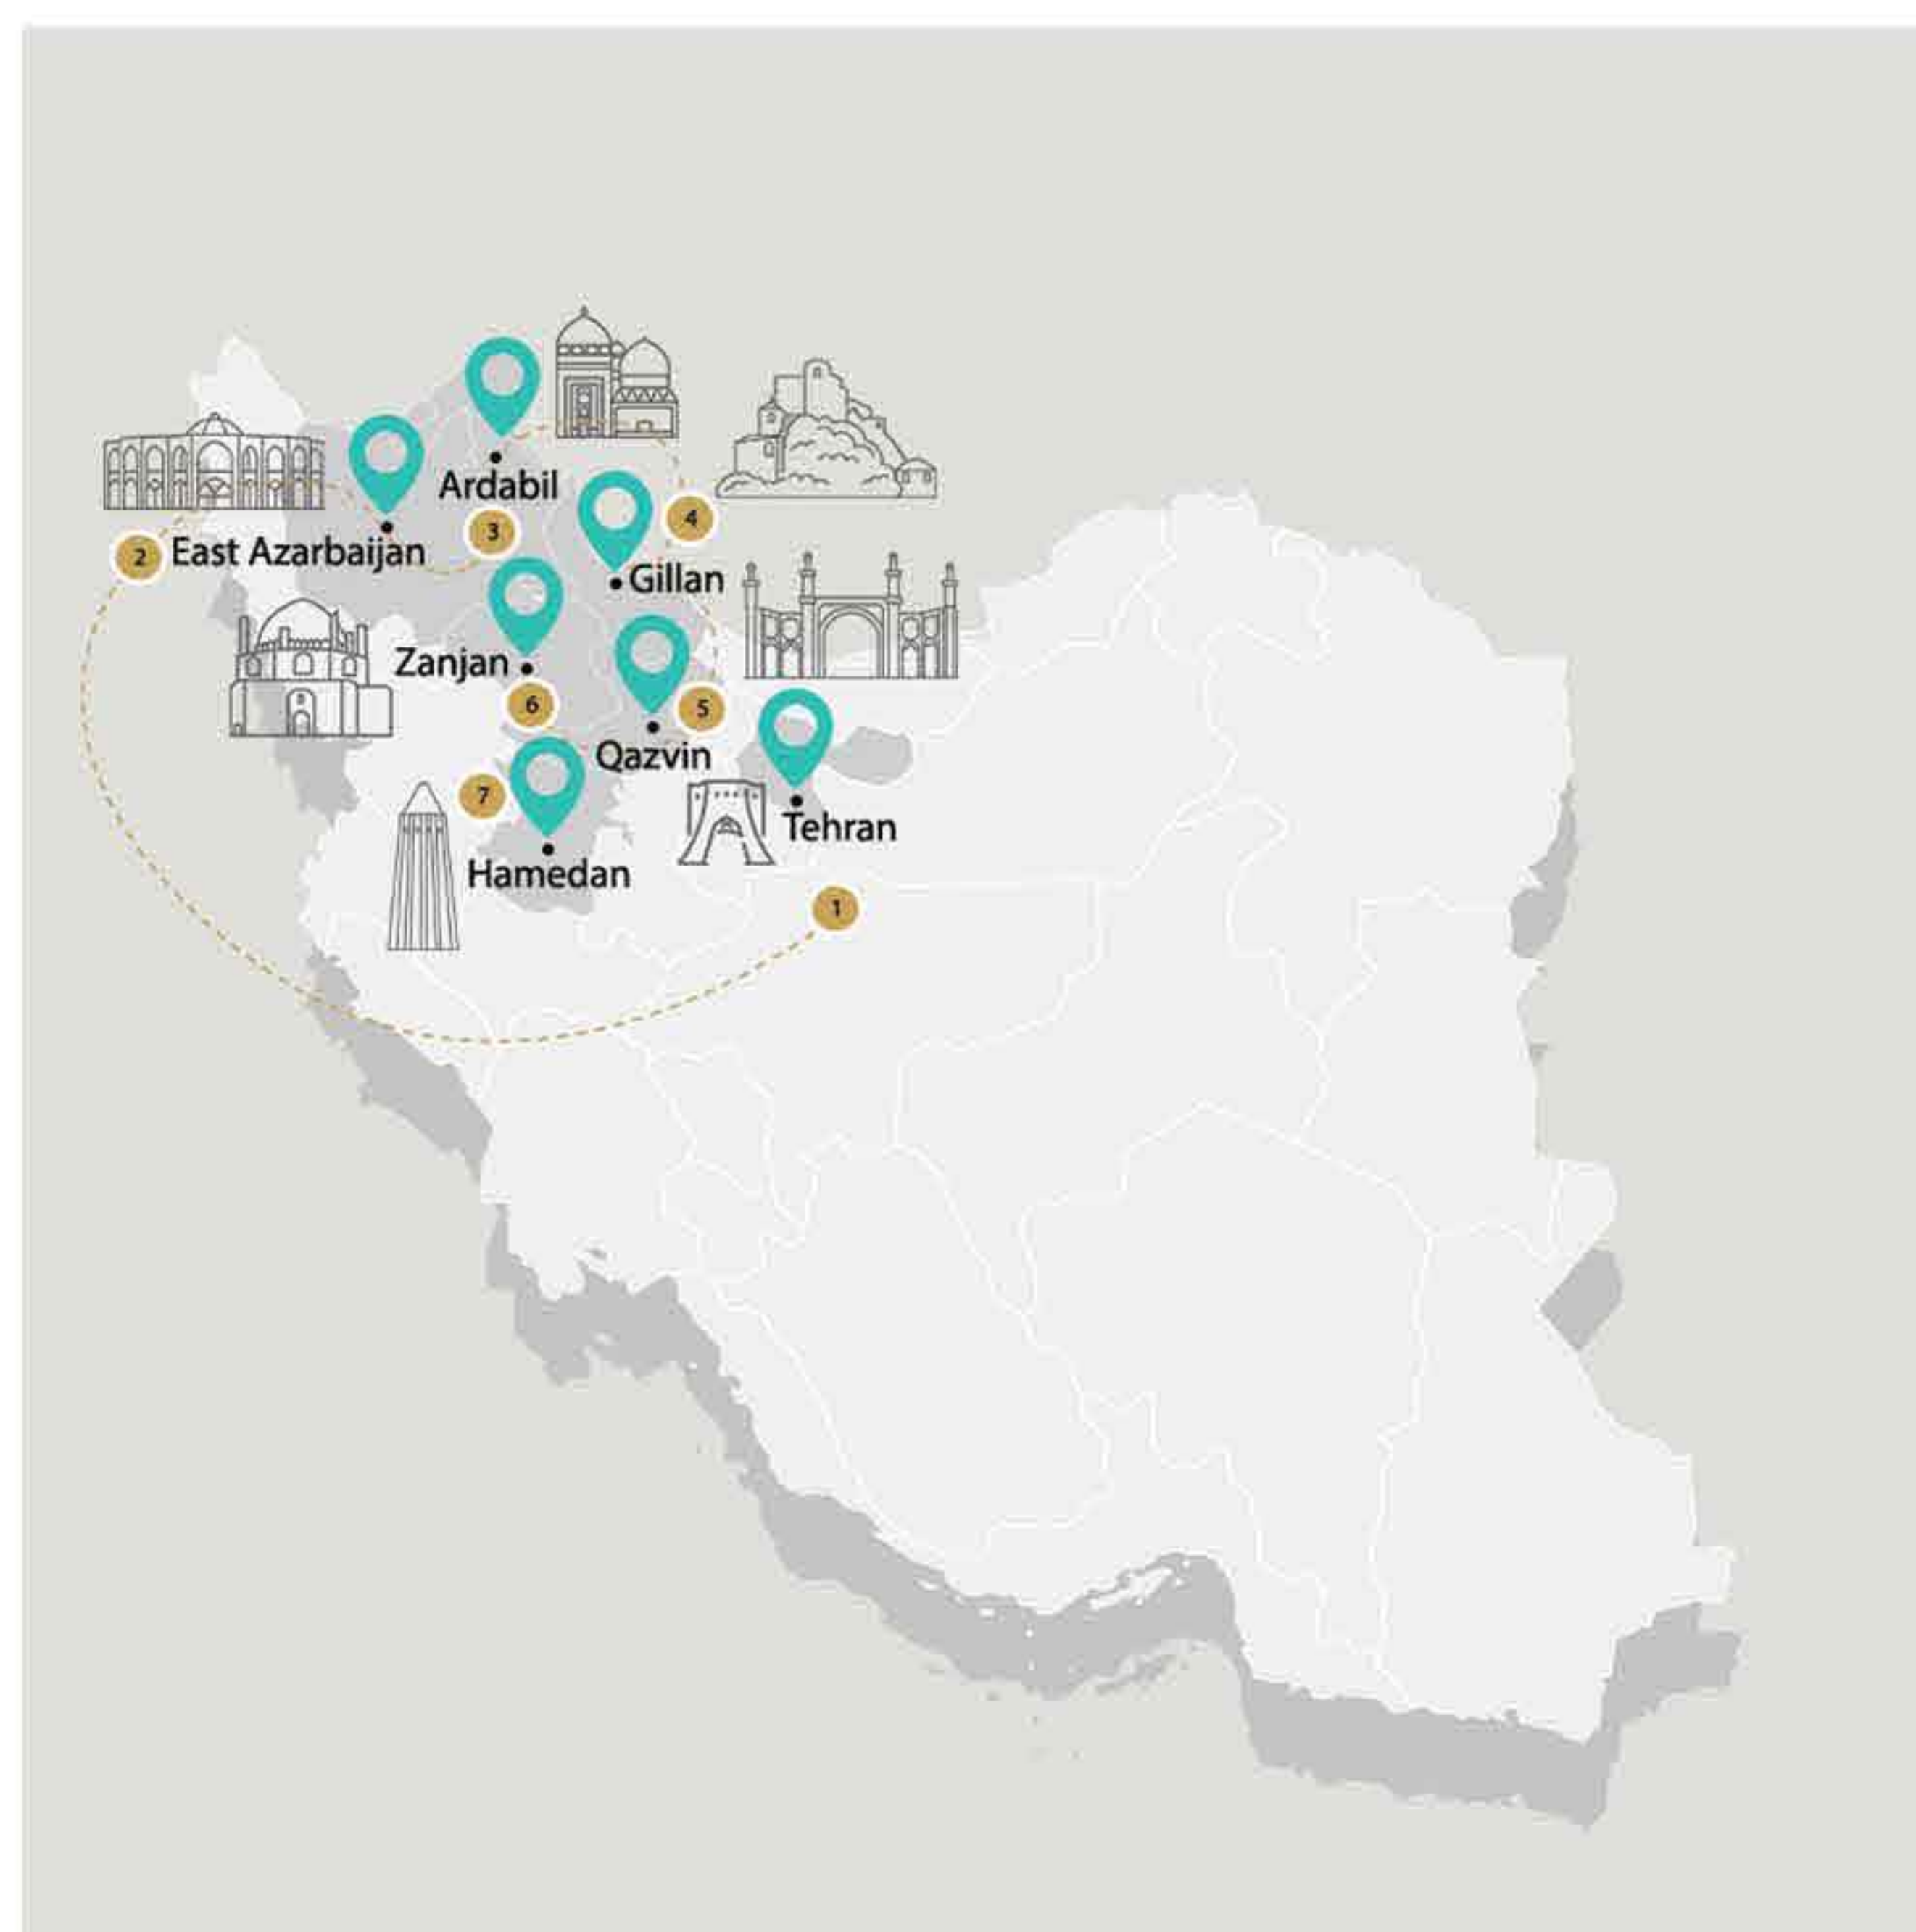 Ardabil
4
3
2
East Azarbaijan
Gillan
Zanjan
6
5
Qazvin
7
Tehran
Hamedan
1